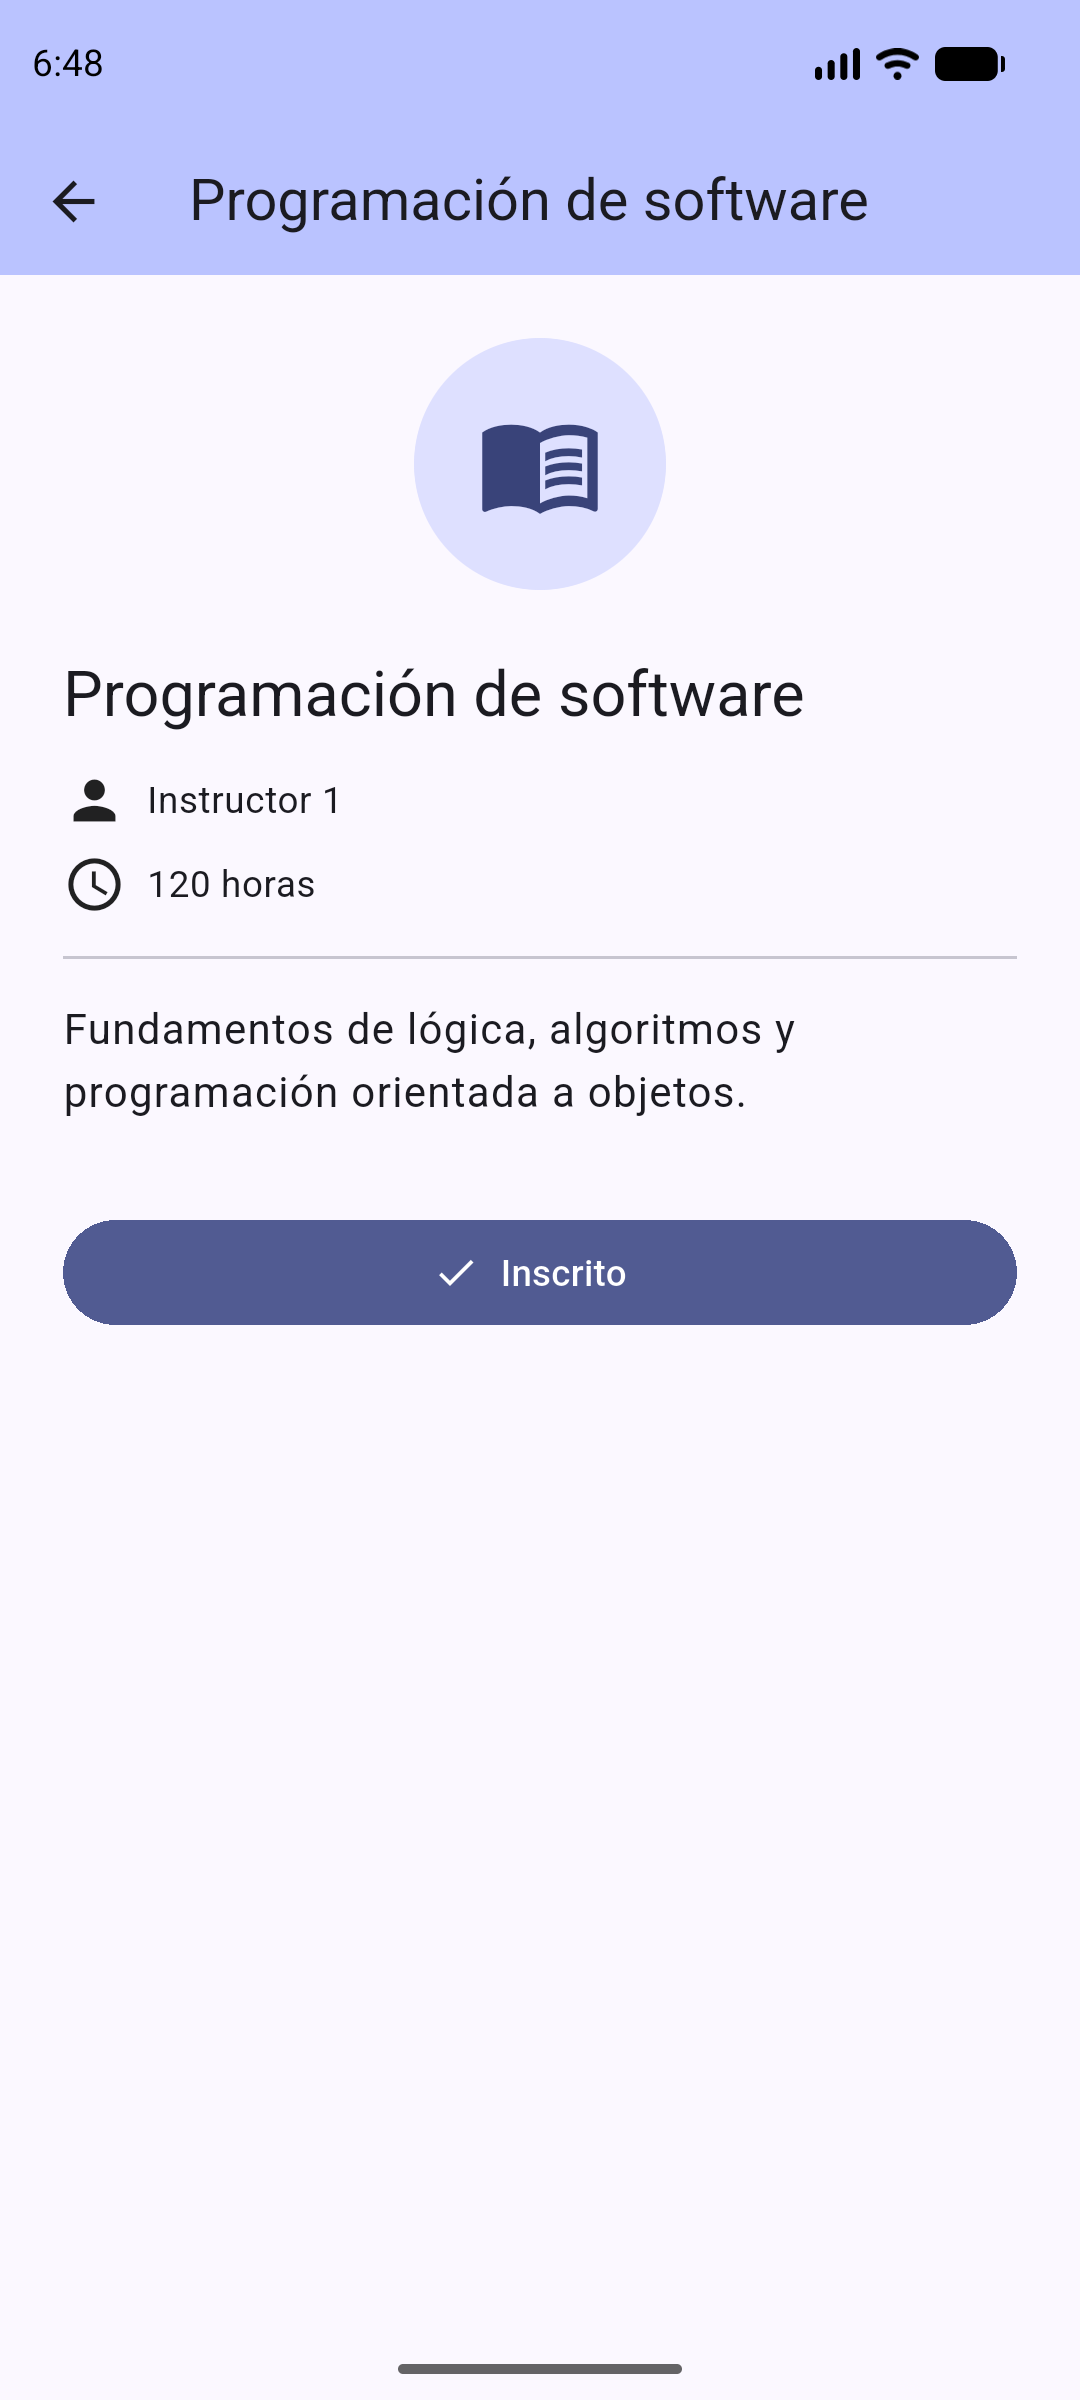 6:48
Programación de software
Programación de software
Instructor 1
120 horas
Fundamentos de lógica, algoritmos y
programación orientada a objetos.
Inscrito